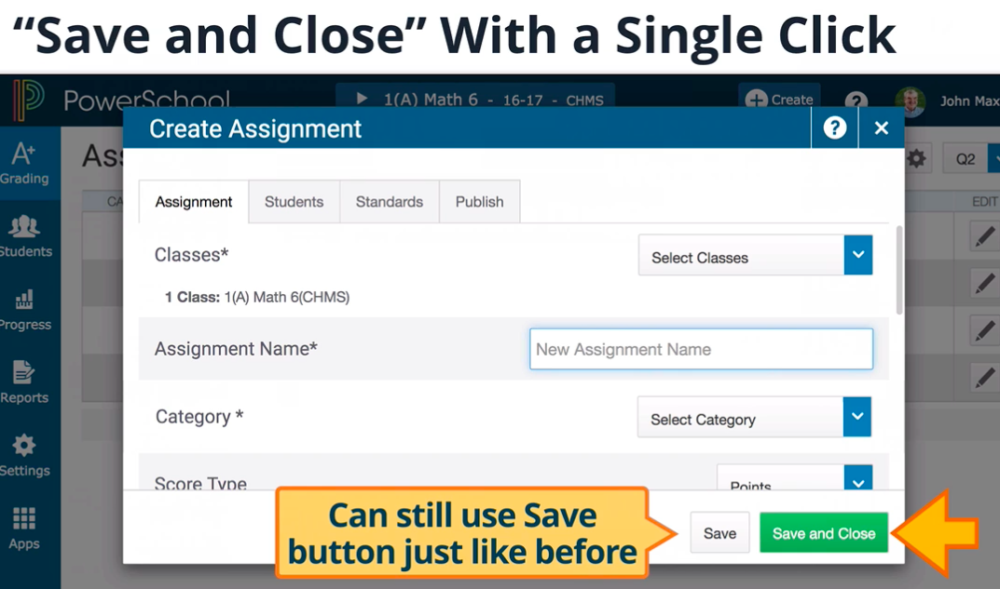 “Save and Close” With a Single Click
PowerSchool
1(A) Math 6 - 16-17 - CHMS
Create
?
John Max
Create Assignment
?
A+
Grading
Students
Progress
Reports
Settings
Apps
Ass
Q2
CA
EDIT
Assignment
Students
Standards
Publish
Classes*
Select Classes
1 Class: 1(A) Math 6(CHMS)
Assignment Name*
New Assignment Name
Category *
Select Category
Score Type
Points
Can still use Save
button just like before
Save
Save and Close